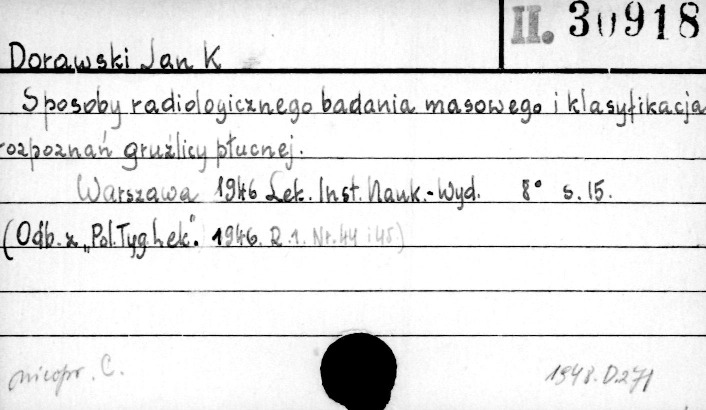 II. 30918
Dorawski Jan K
Sposoby radiologicznego badania masowego i klasyfikacja
rozpoznań gruźlicy płucnej.
Warszawa 1946 Lek. Inst. Nauk.-Wyd. 8° s. 15.
(Odb. z „Pol. Tyg. Lek." 1946. R. 1. Nr. 44 i 45)
nieopr. C.
1948.D.271